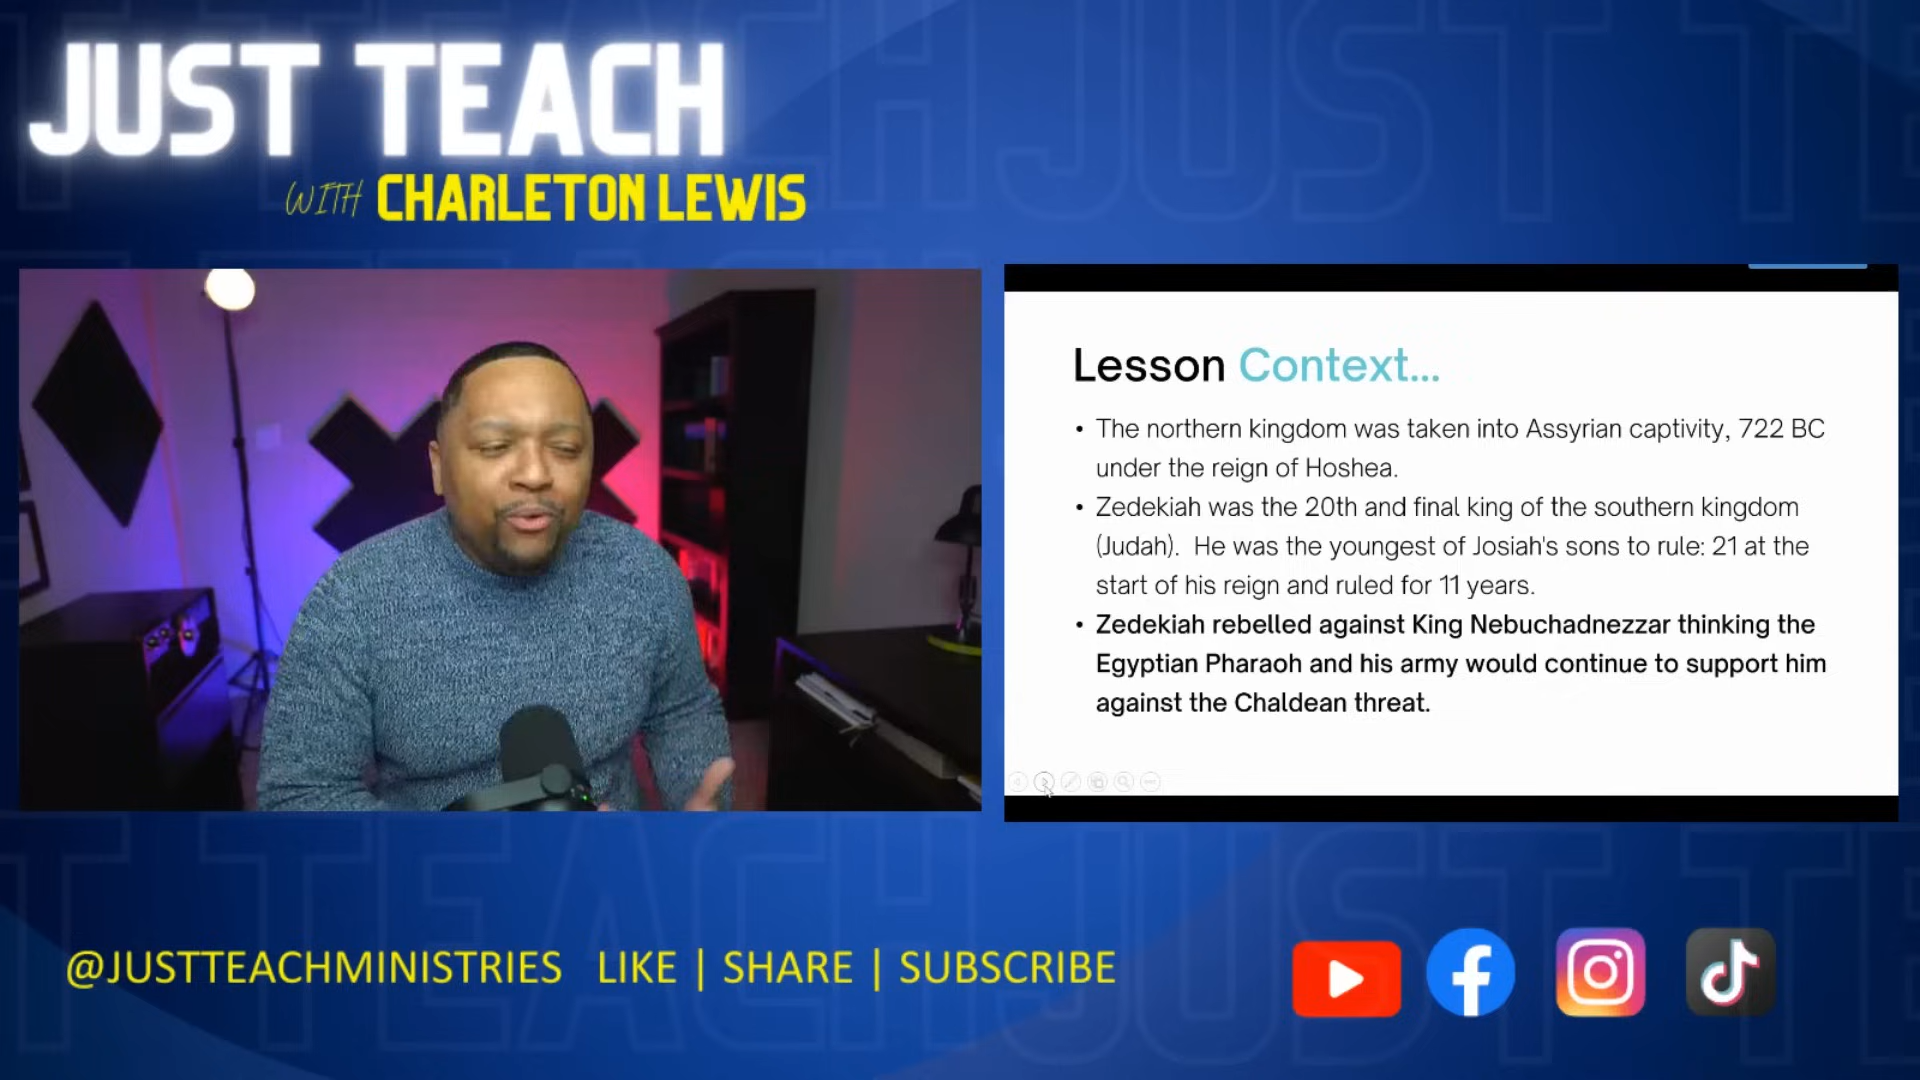 JUST TEACH
WITH CHARLETON LEWIS
Lesson Context...
• The northern kingdom was taken into Assyrian captivity, 722 BC
under the reign of Hoshea.
• Zedekiah was the 20th and final king of the southern kingdom
(Judah).  He was the youngest of Josiah's sons to rule: 21 at the
start of his reign and ruled for 11 years.
• Zedekiah rebelled against King Nebuchadnezzar thinking the
Egyptian Pharaoh and his army would continue to support him
against the Chaldean threat.
@JUSTTEACHMINISTRIES LIKE | SHARE | SUBSCRIBE